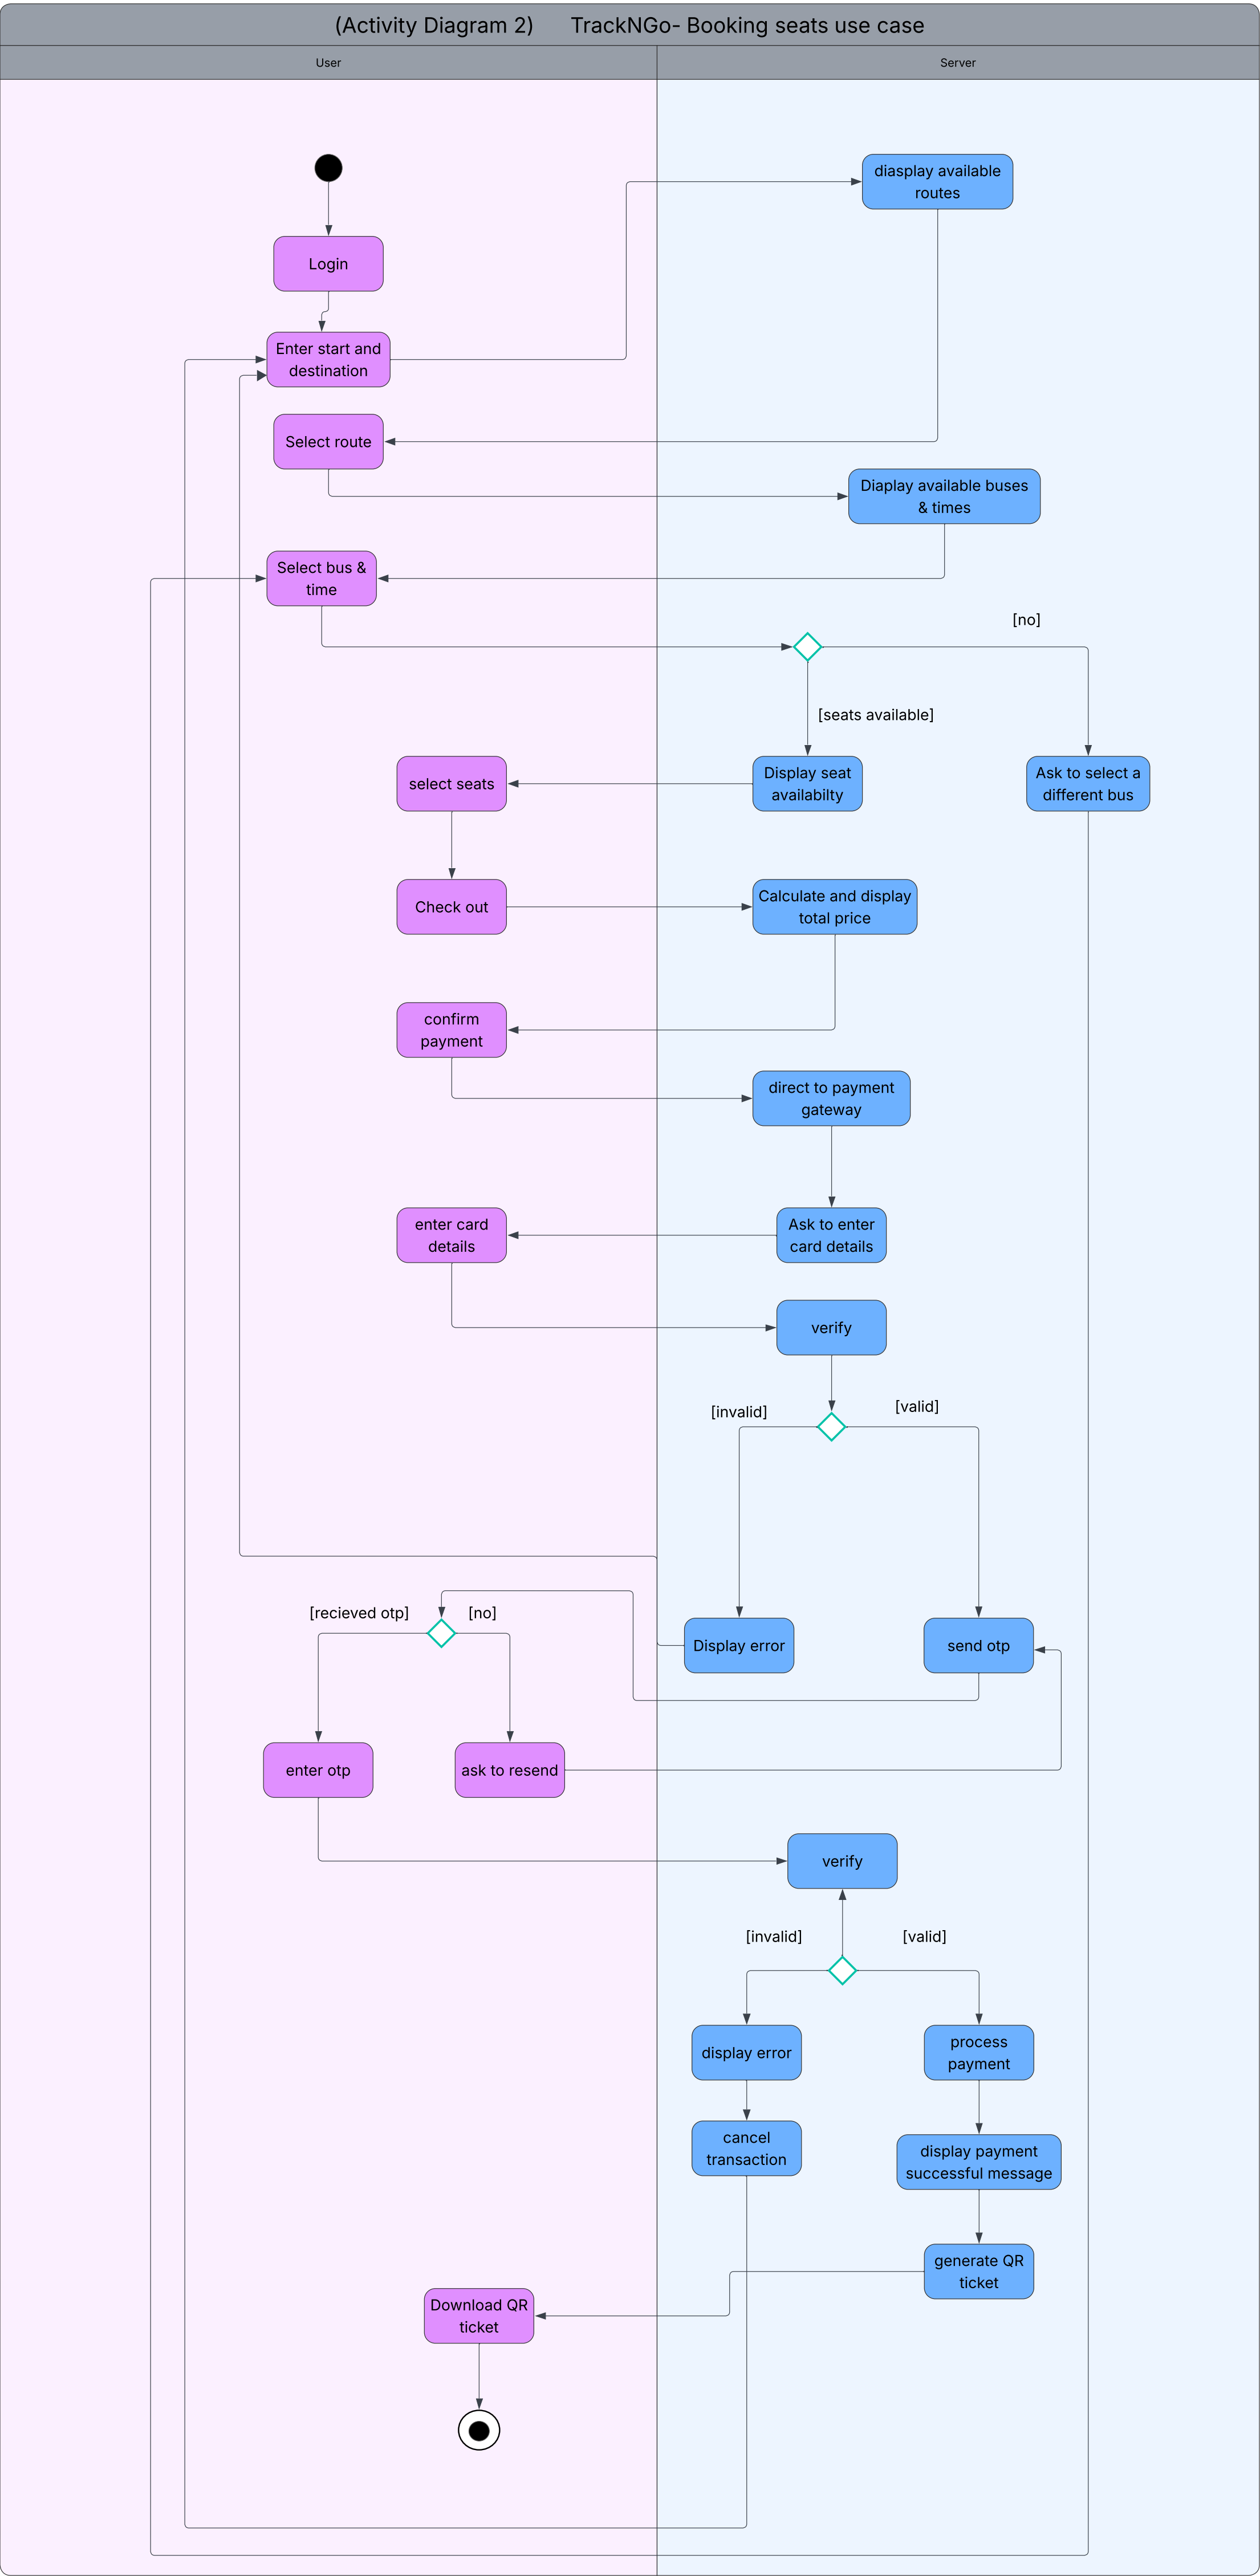 (Activity Diagram 2) TrackNGo- Booking seats use case
User
Server
diasplay available
routes
Login
Enter start and
destination
Select route
Diaplay available buses
& times
Select bus &
time
[no]
[seats available]
select seats
Display seat
availabilty
Ask to select a
different bus
Check out
Calculate and display
total price
confirm
payment
direct to payment
gateway
enter card
details
Ask to enter
card details
verify
[invalid]
[valid]
[recieved otp]
[no]
Display error
send otp
enter otp
ask to resend
verify
[invalid]
[valid]
display error
process
payment
cancel
transaction
display payment
successful message
generate QR
ticket
Download QR
ticket